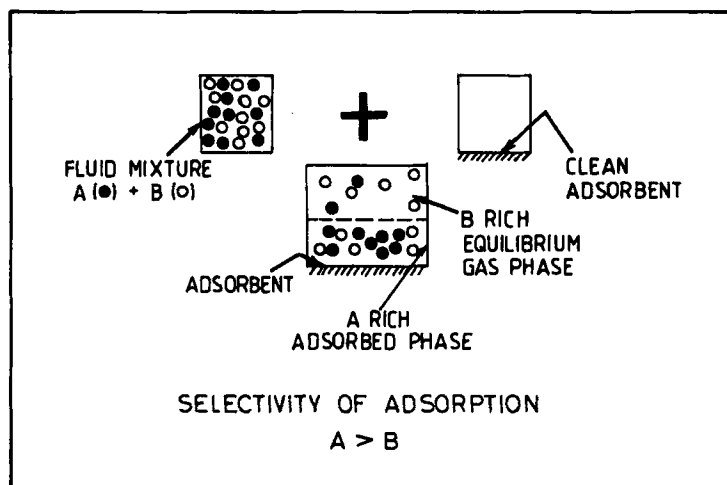 FLUID MIXTURE
A (●) + B (○)
CLEAN
ADSORBENT
B RICH
EQUILIBRIUM
GAS PHASE
ADSORBENT
A RICH
ADSORBED PHASE
SELECTIVITY OF ADSORPTION
A > B